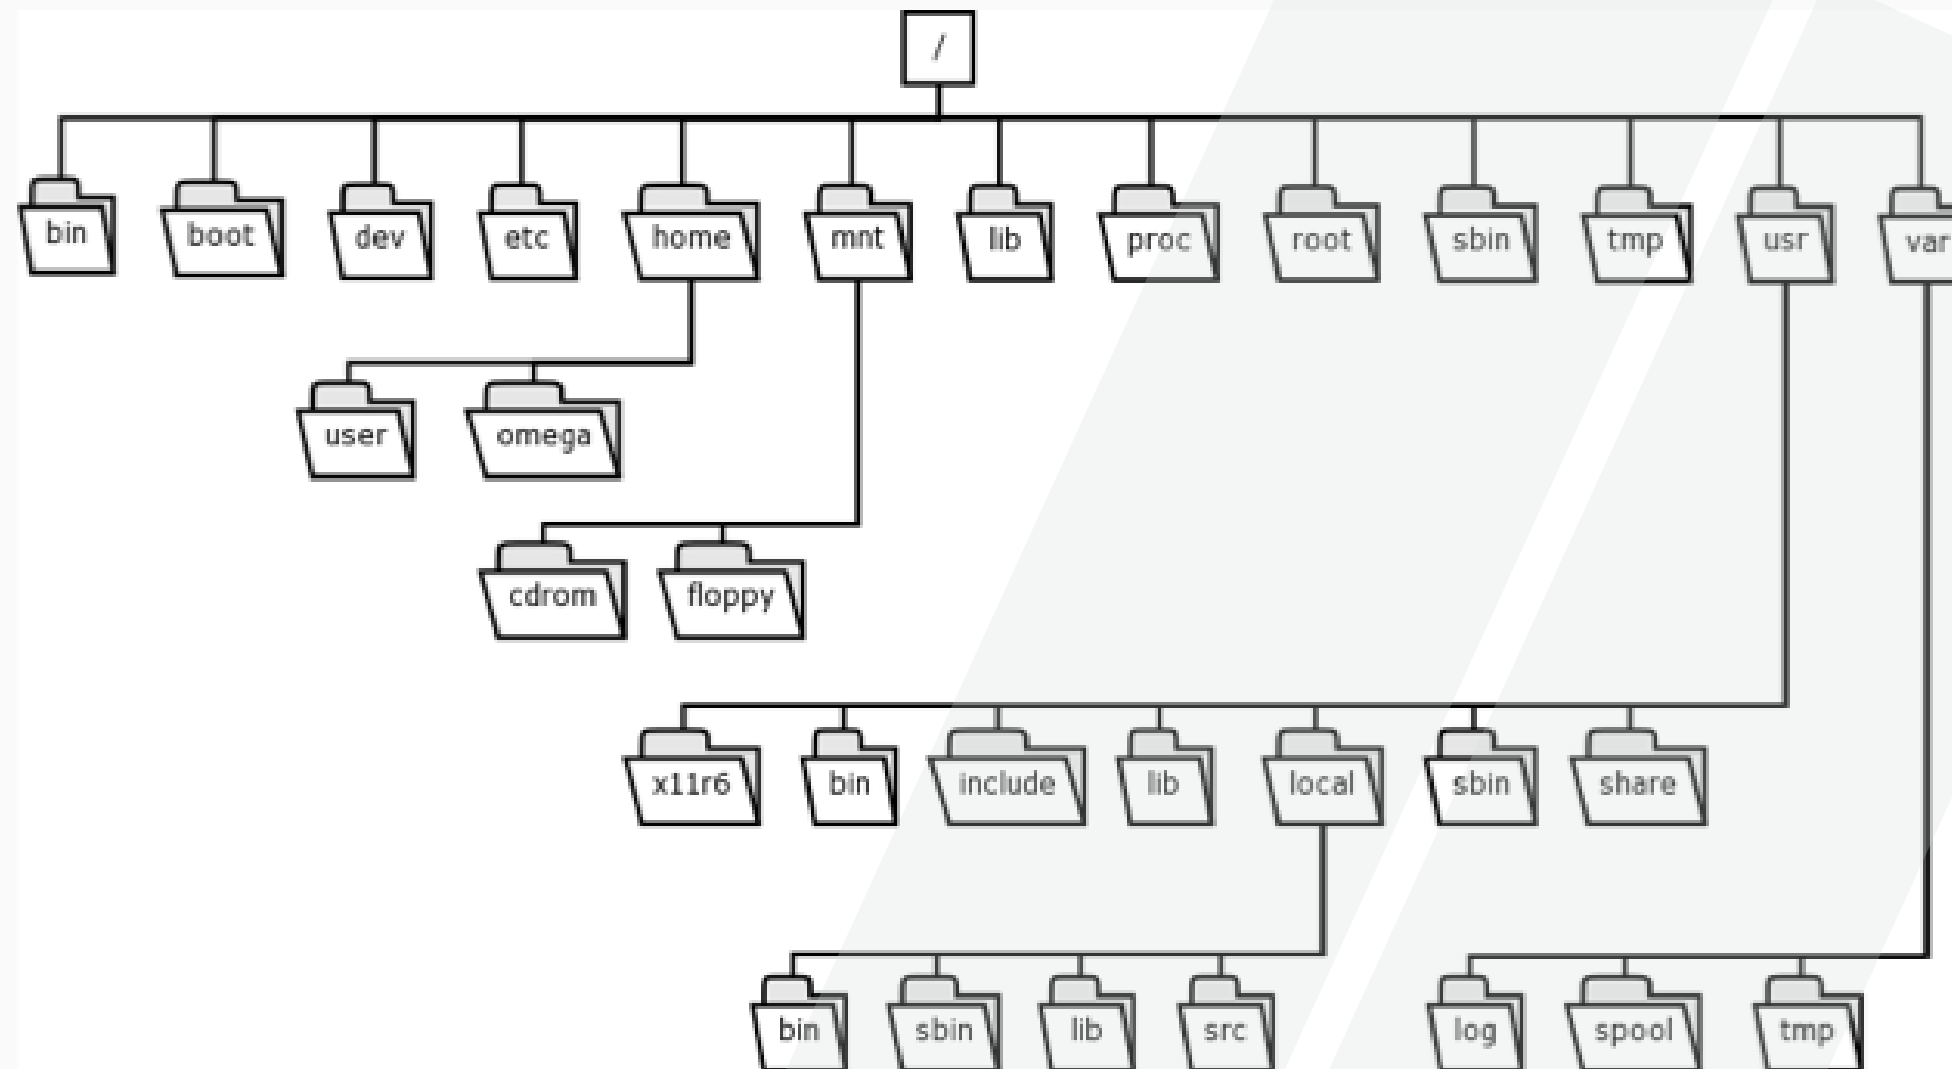 /
bin boot dev etc home mnt lib proc root sbin tmp usr var
user omega
cdrom floppy
x11r6 bin include lib local sbin share
bin sbin lib src log spool tmp